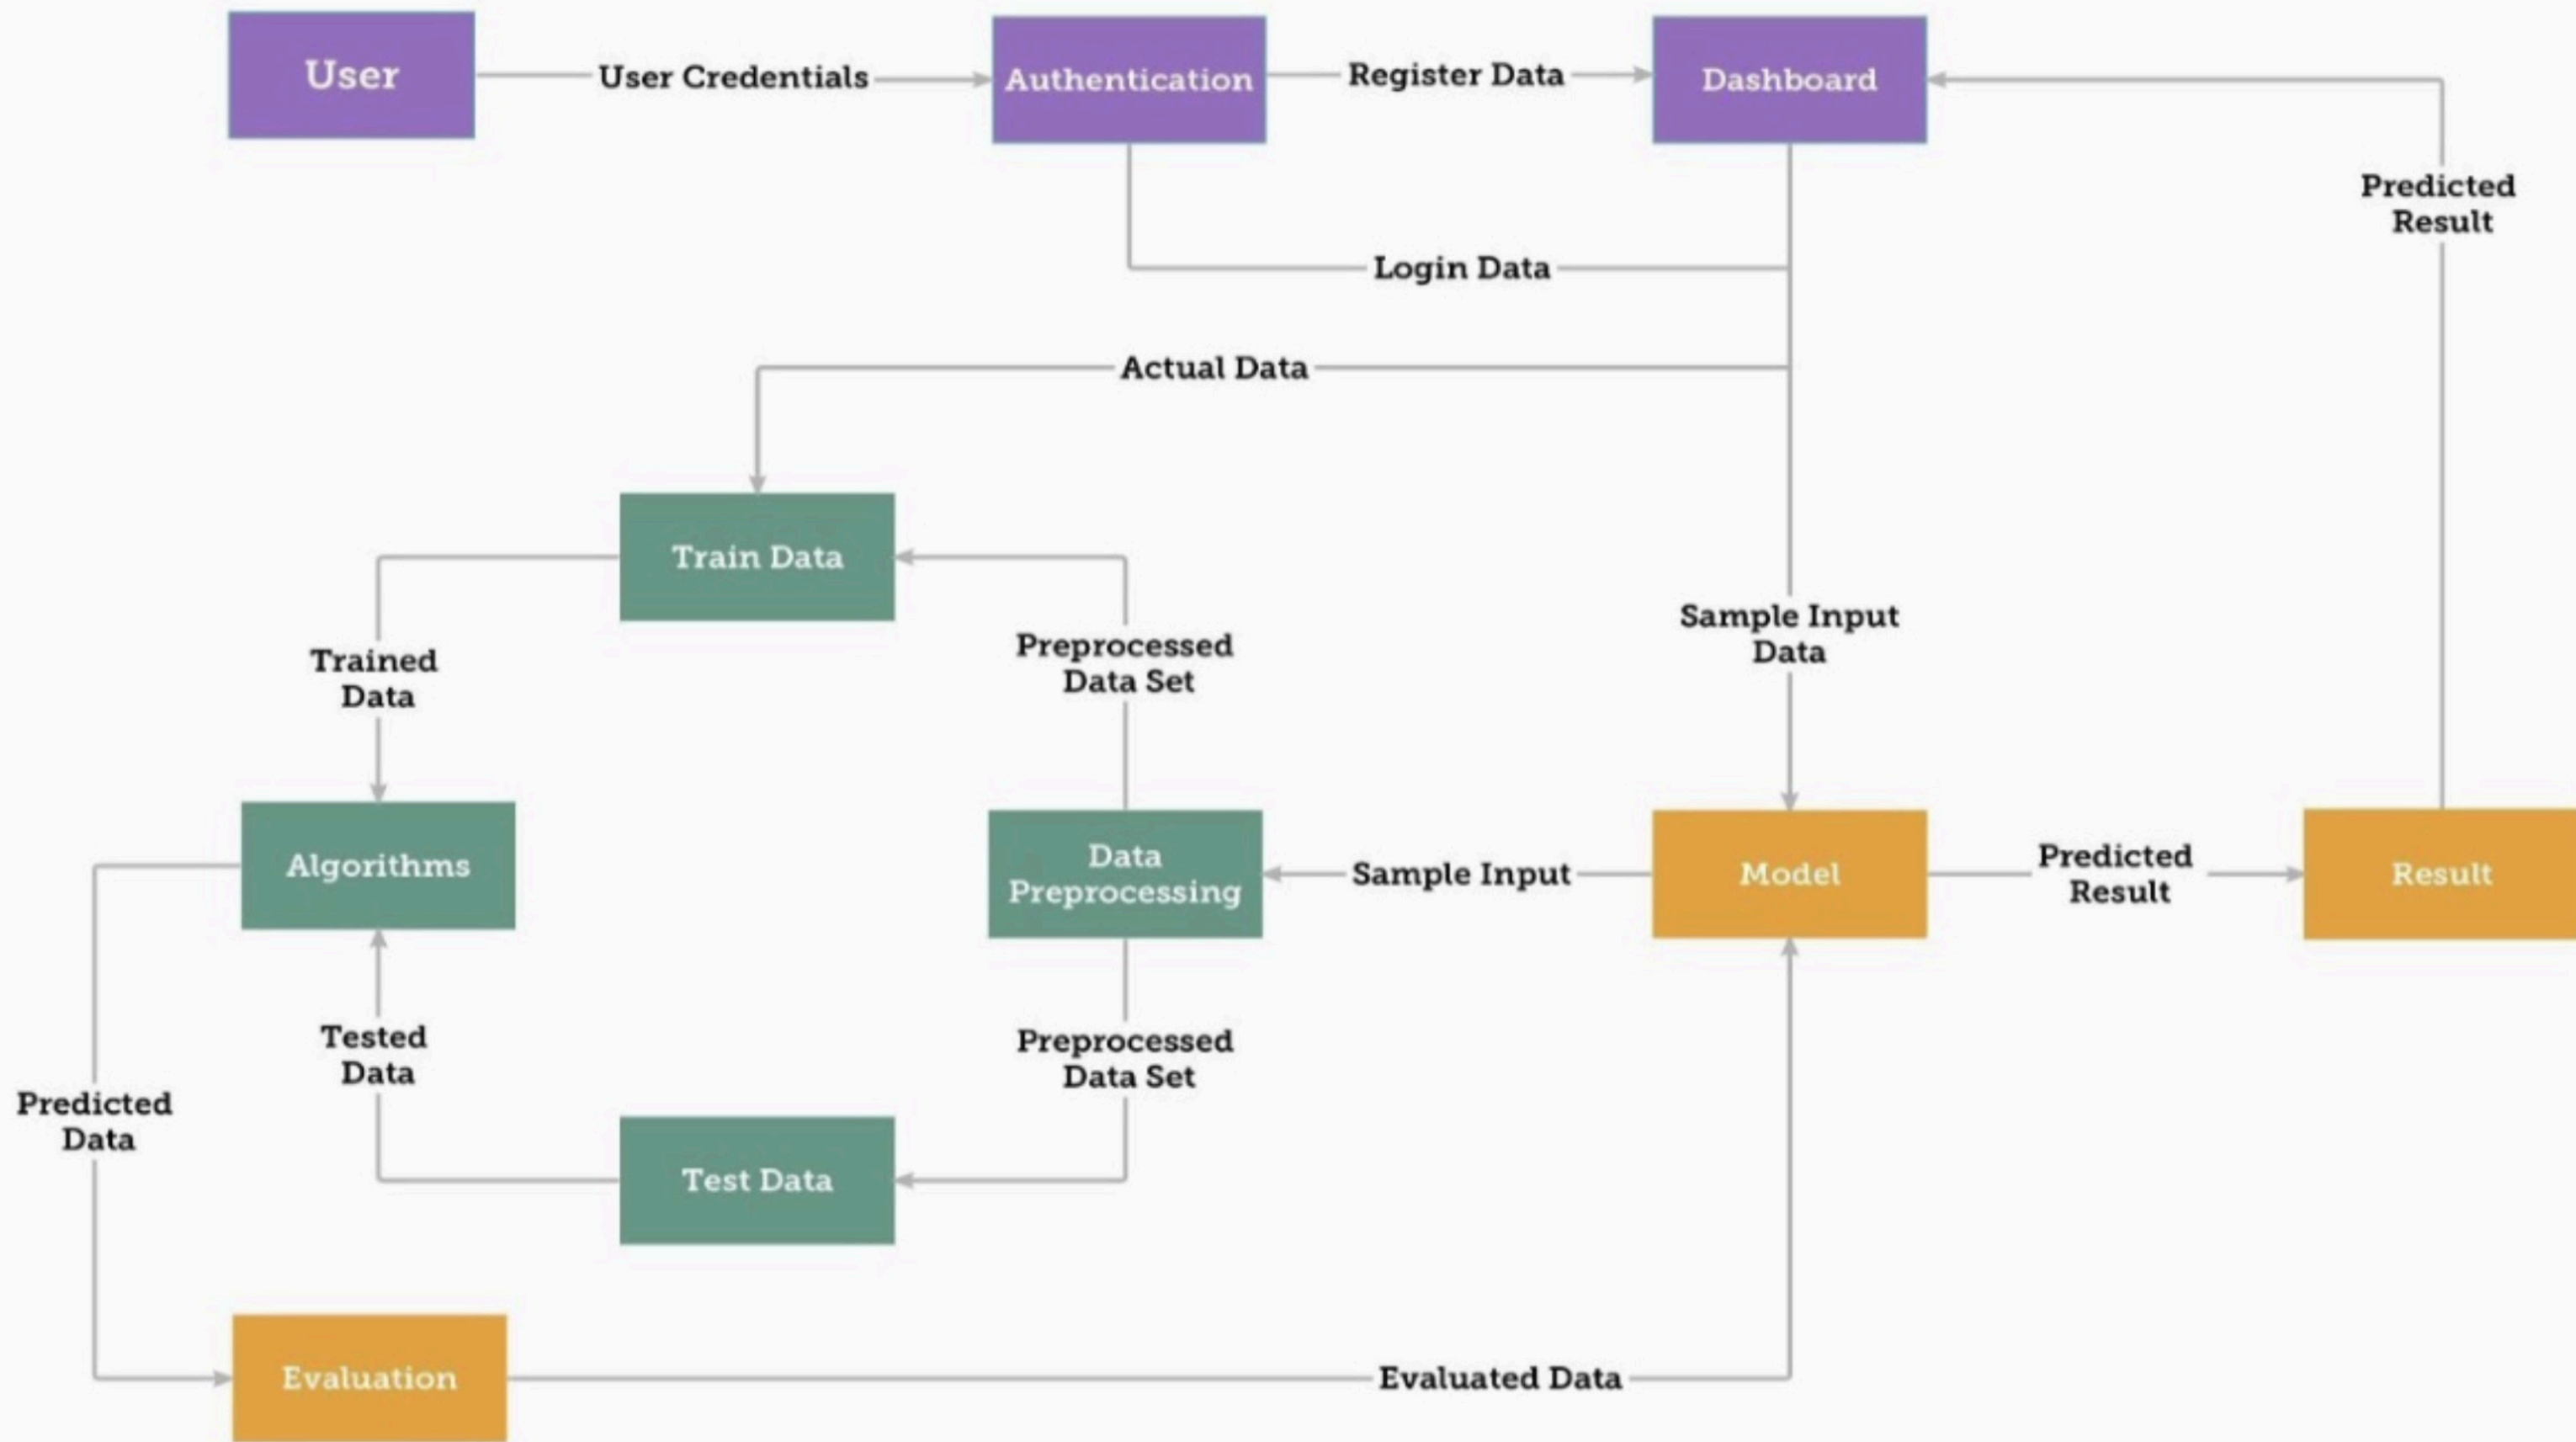 User
User Credentials
Authentication
Register Data
Dashboard
Predicted
Result
Login Data
Actual Data
Train Data
Trained
Data
Preprocessed
Data Set
Sample Input
Data
Algorithms
Data
Preprocessing
Sample Input
Model
Predicted
Result
Result
Tested
Data
Preprocessed
Data Set
Predicted
Data
Test Data
Evaluation
Evaluated Data